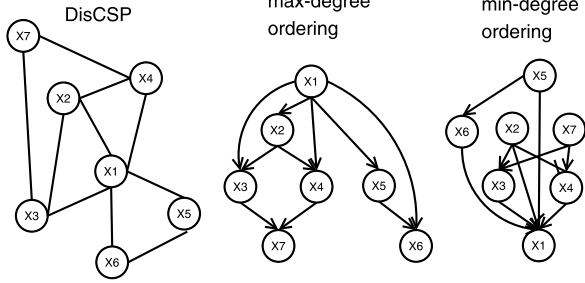 DisCSP
X7
X4
X2
X1
X3
X5
X6
max-degree
ordering
X1
X2
X3
X4
X5
X7
X6
min-degree
ordering
X5
X6
X2
X7
X3
X4
X1